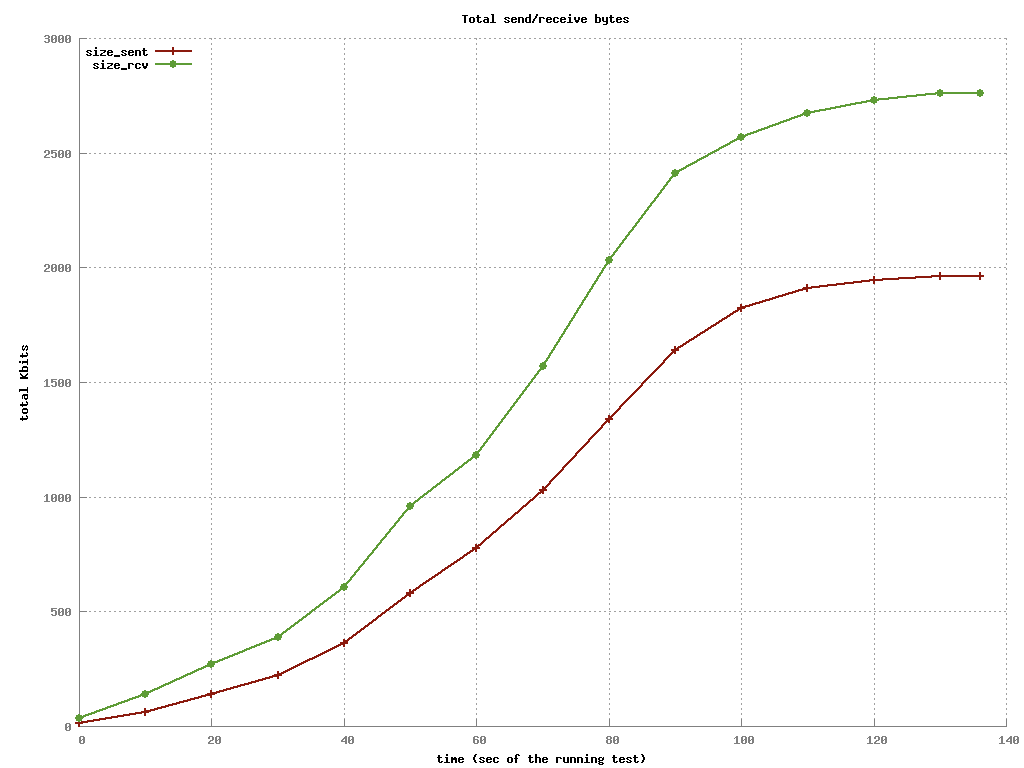 Total send/receive bytes
3000
size_sent
size_rcv
2500
2000
1500
total Kbits
1000
500
0
0 20 40 60 80 100 120 140
time (sec of the running test)